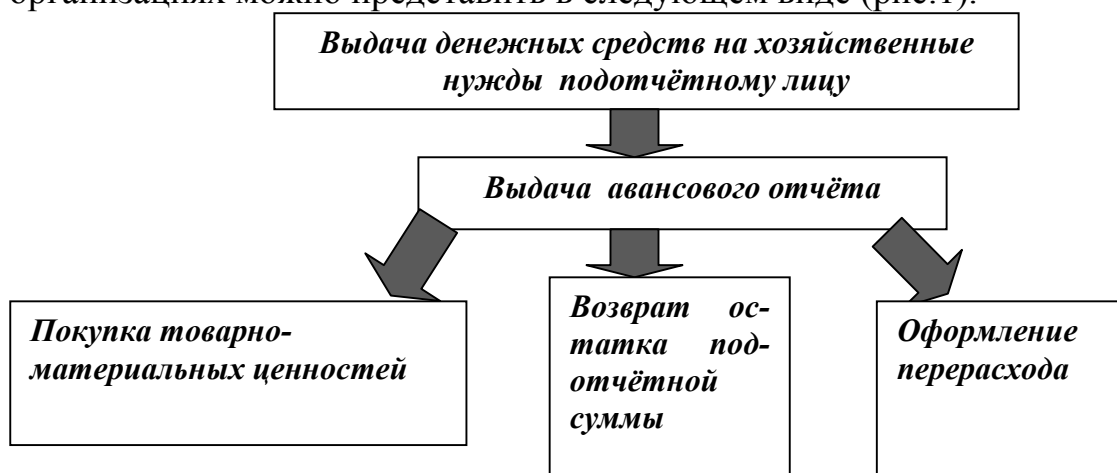 организациях можно представить в следующем виде (рис.1).
Выдача денежных средств на хозяйственные
нужды подотчётному лицу
Выдача авансового отчёта
Покупка товарно-
материальных ценностей
Возврат ос-
татка под-
отчётной
суммы
Оформление
перерасхода